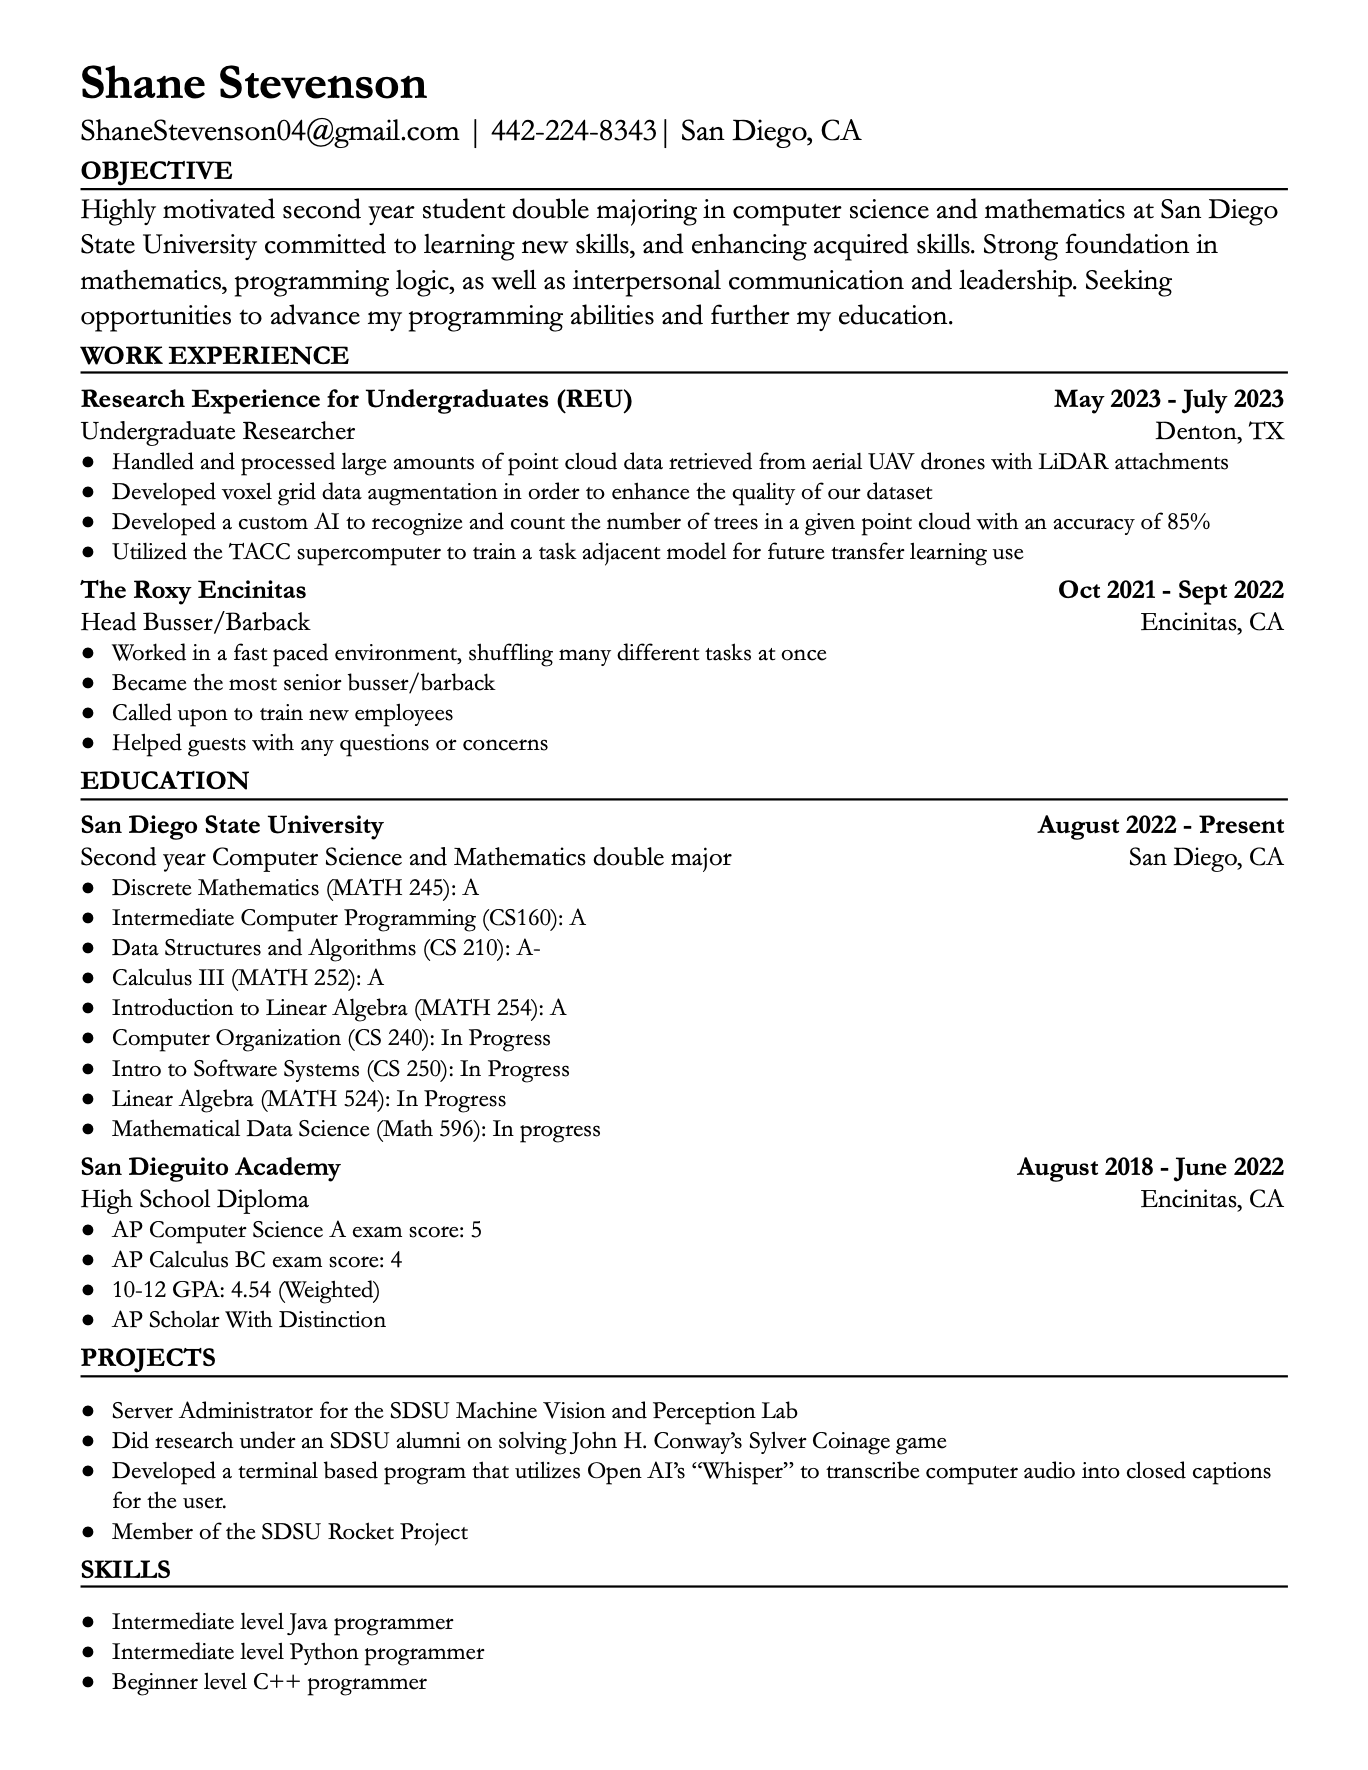 Shane Stevenson
ShaneStevenson04@gmail.com | 442-224-8343| San Diego, CA
OBJECTIVE
Highly motivated second year student double majoring in computer science and mathematics at San Diego
State University committed to learning new skills, and enhancing acquired skills. Strong foundation in
mathematics, programming logic, as well as interpersonal communication and leadership. Seeking
opportunities to advance my programming abilities and further my education.
WORK EXPERIENCE
Research Experience for Undergraduates (REU) May 2023 - July 2023
Undergraduate Researcher Denton, TX
● Handled and processed large amounts of point cloud data retrieved from aerial UAV drones with LiDAR attachments
● Developed voxel grid data augmentation in order to enhance the quality of our dataset
● Developed a custom AI to recognize and count the number of trees in a given point cloud with an accuracy of 85%
● Utilized the TACC supercomputer to train a task adjacent model for future transfer learning use
The Roxy Encinitas Oct 2021 - Sept 2022
Head Busser/Barback Encinitas, CA
● Worked in a fast paced environment, shuffling many different tasks at once
● Became the most senior busser/barback
● Called upon to train new employees
● Helped guests with any questions or concerns
EDUCATION
San Diego State University August 2022 - Present
Second year Computer Science and Mathematics double major San Diego, CA
● Discrete Mathematics (MATH 245): A
● Intermediate Computer Programming (CS160): A
● Data Structures and Algorithms (CS 210): A-
● Calculus III (MATH 252): A
● Introduction to Linear Algebra (MATH 254): A
● Computer Organization (CS 240): In Progress
● Intro to Software Systems (CS 250): In Progress
● Linear Algebra (MATH 524): In Progress
● Mathematical Data Science (Math 596): In progress
San Dieguito Academy August 2018 - June 2022
High School Diploma Encinitas, CA
● AP Computer Science A exam score: 5
● AP Calculus BC exam score: 4
● 10-12 GPA: 4.54 (Weighted)
● AP Scholar With Distinction
PROJECTS
● Server Administrator for the SDSU Machine Vision and Perception Lab
● Did research under an SDSU alumni on solving John H. Conway’s Sylver Coinage game
● Developed a terminal based program that utilizes Open AI’s “Whisper” to transcribe computer audio into closed captions
for the user.
● Member of the SDSU Rocket Project
SKILLS
● Intermediate level Java programmer
● Intermediate level Python programmer
● Beginner level C++ programmer